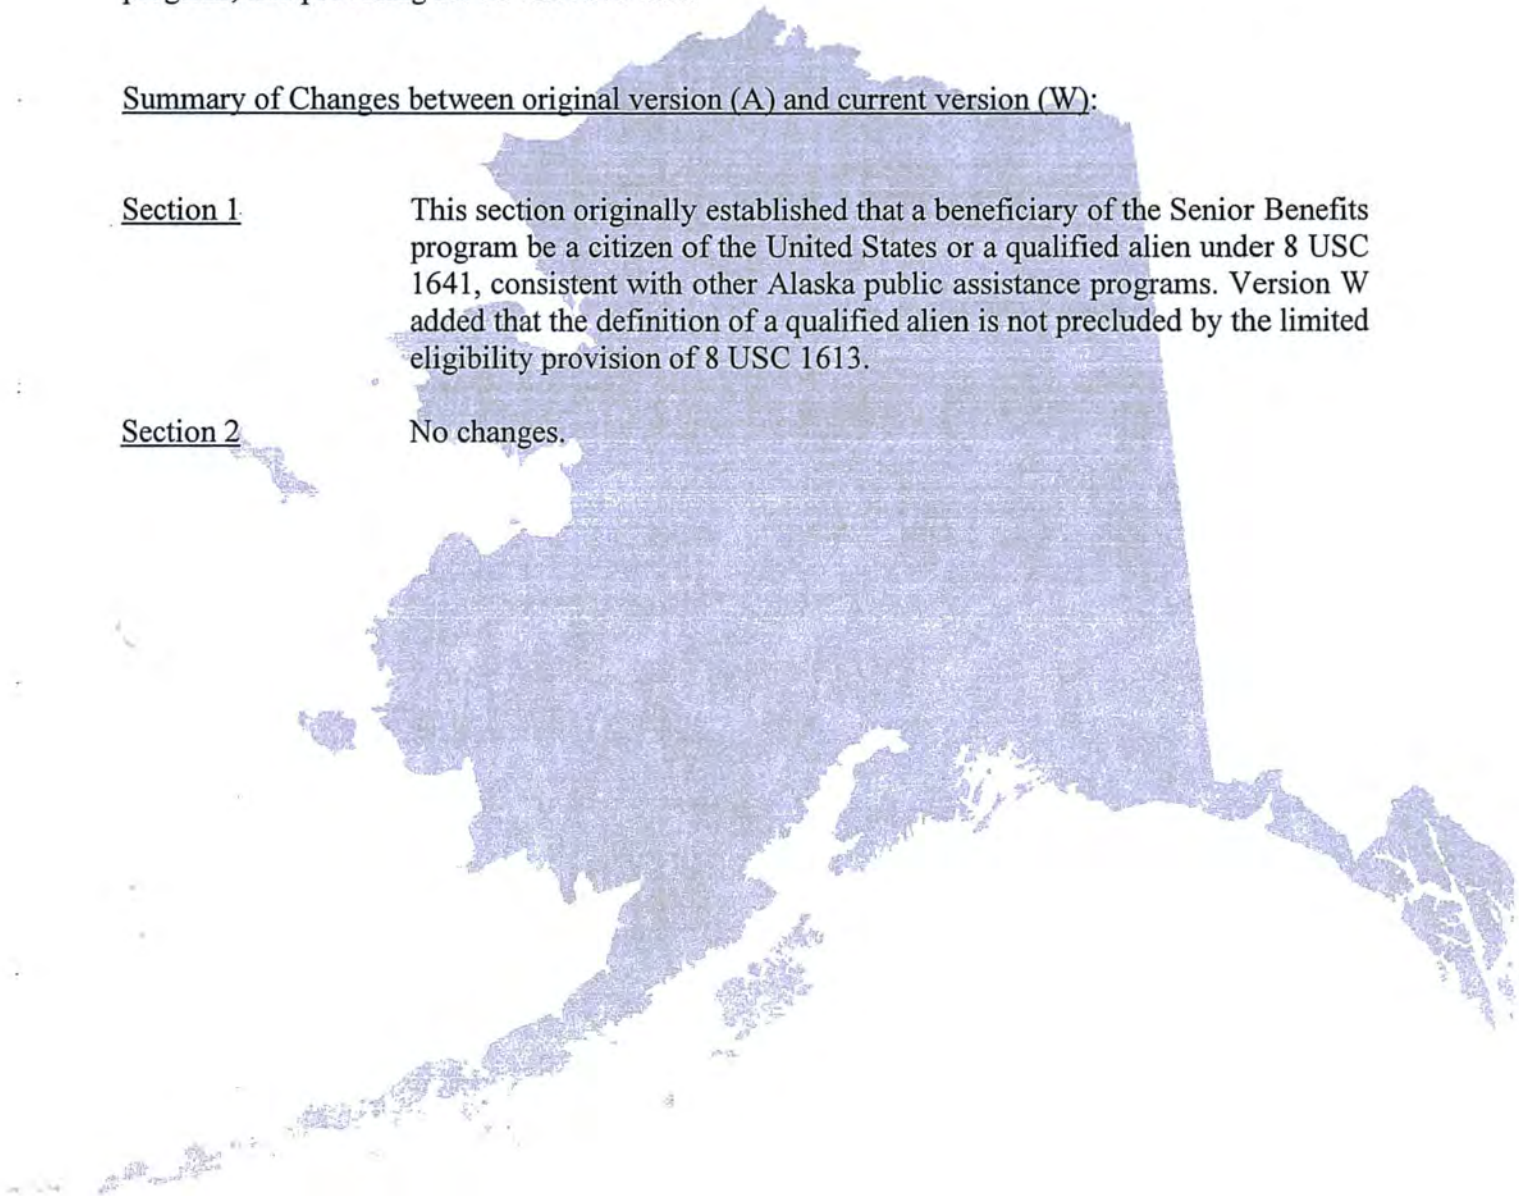 Summary of Changes between original version (A) and current version (W):
Section 1 This section originally established that a beneficiary of the Senior Benefits
program be a citizen of the United States or a qualified alien under 8 USC
1641, consistent with other Alaska public assistance programs. Version W
added that the definition of a qualified alien is not precluded by the limited
eligibility provision of 8 USC 1613.
Section 2 No changes.